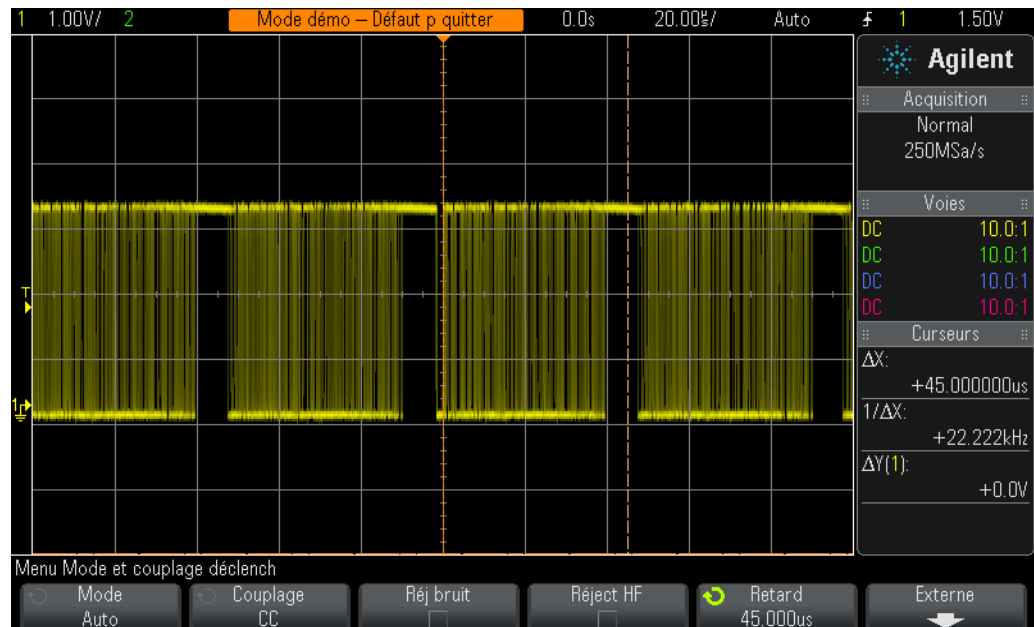 1 1.00V/ 2 Mode démo – Défaut p quitter 0.0s 20.00µs/ Auto 1 1.50V
Agilent
Acquisition
Normal
250MSa/s
Voies
DC 10.0:1
DC 10.0:1
DC 10.0:1
DC 10.0:1
Curseurs
ΔX:
+45.000000us
1/ΔX:
+22.222kHz
ΔY(1):
+0.0V
T
1
Menu Mode et couplage déclench
Mode Couplage Réj bruit Réject HF Retard Externe
Auto CC 45.000us